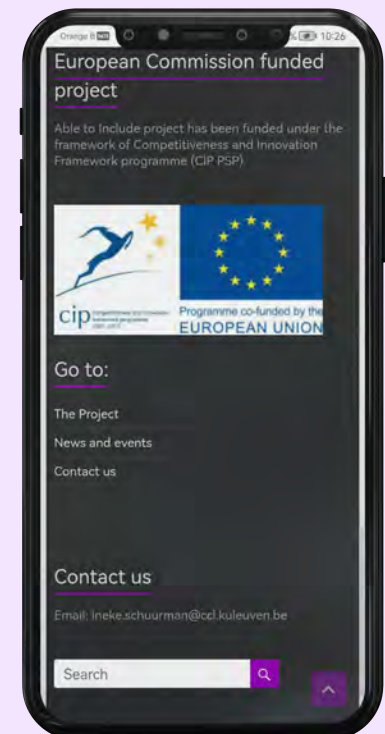 Orange B
10:26
European Commission funded
project
Able to Include project has been funded under the
framework of Competitiveness and Innovation
Framework programme (CIP PSP)
cip
Programme co-funded by the
EUROPEAN UNION
Go to:
The Project
News and events
Contact us
Contact us
Email: ineke.schuurman@ccl.kuleuven.be
Search